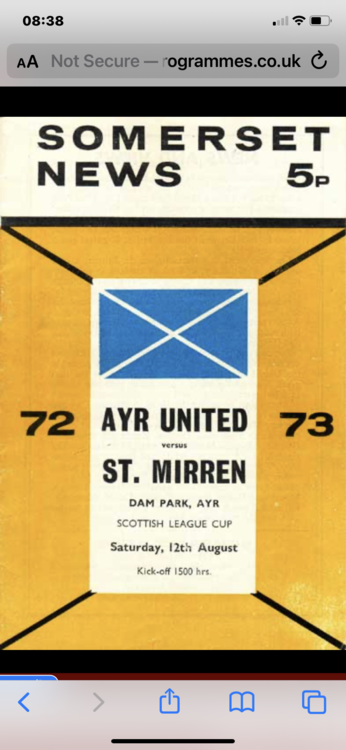 08:38
AA Not Secure — rogrammes.co.uk
SOMERSET
NEWS 5P
72 73
AYR UNITED
versus
ST. MIRREN
DAM PARK, AYR
SCOTTISH LEAGUE CUP
Saturday, 12th August
Kick-off 1500 hrs.